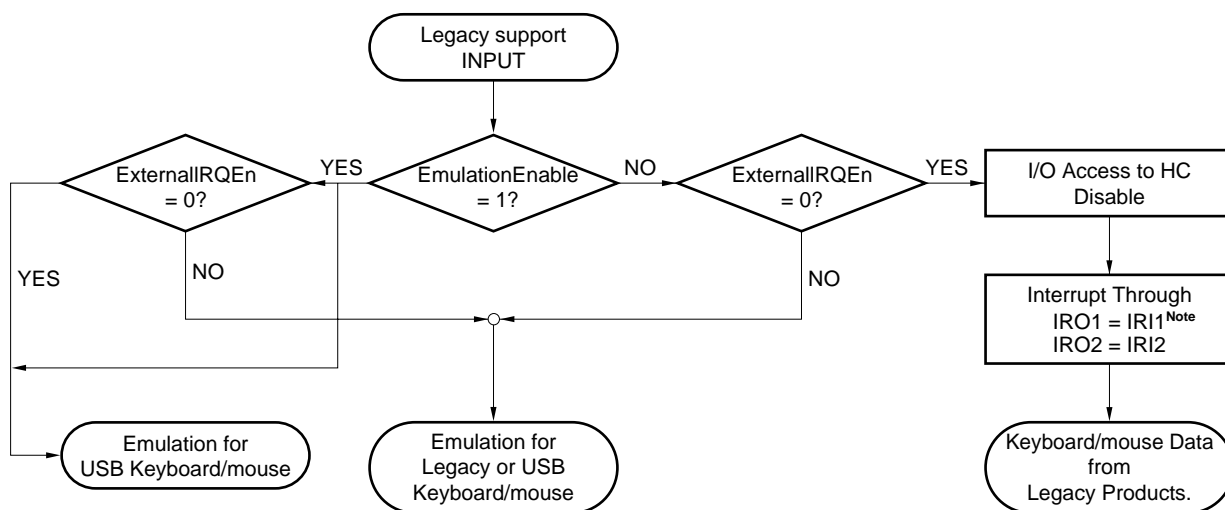 Legacy support
INPUT
ExternalIRQEn
= 0?
YES
EmulationEnable
= 1?
NO
ExternalIRQEn
= 0?
YES
I/O Access to HC
Disable
YES
NO
NO
Interrupt Through
IRO1 = IRI1Note
IRO2 = IRI2
Emulation for
USB Keyboard/mouse
Emulation for
Legacy or USB
Keyboard/mouse
Keyboard/mouse Data
from
Legacy Products.